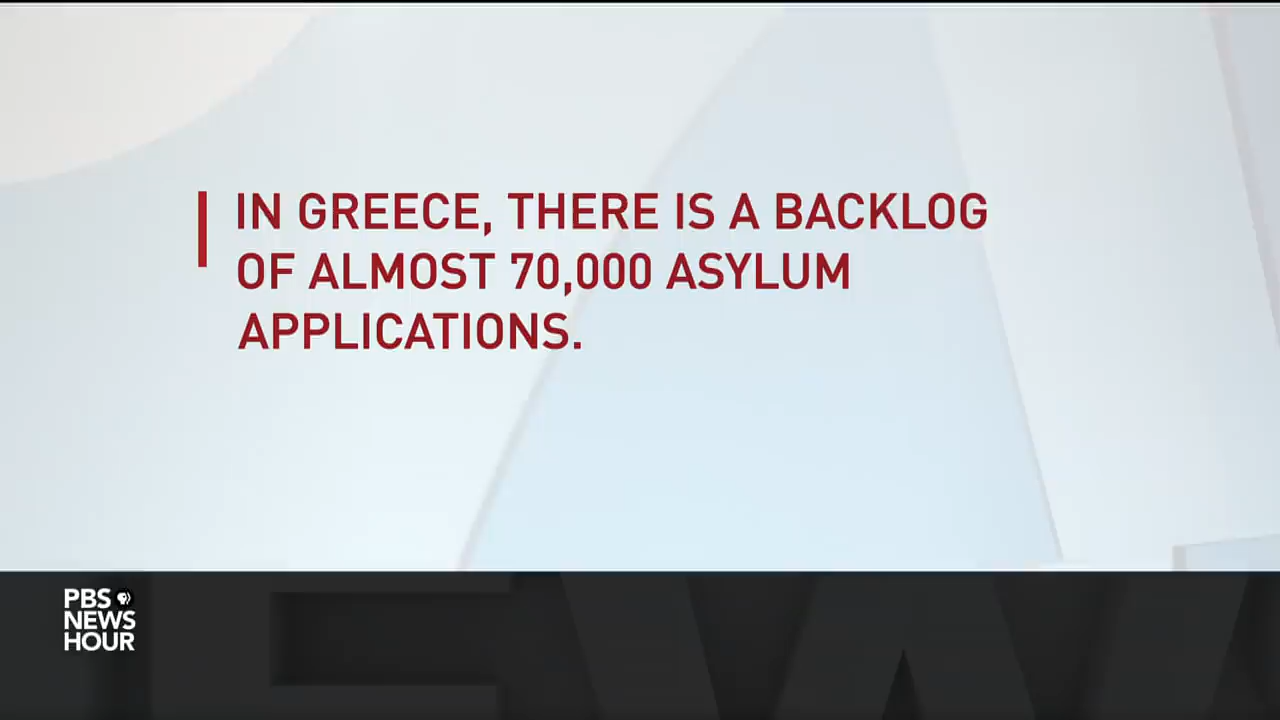 IN GREECE, THERE IS A BACKLOG
OF ALMOST 70,000 ASYLUM
APPLICATIONS.
PBS
NEWS
HOUR